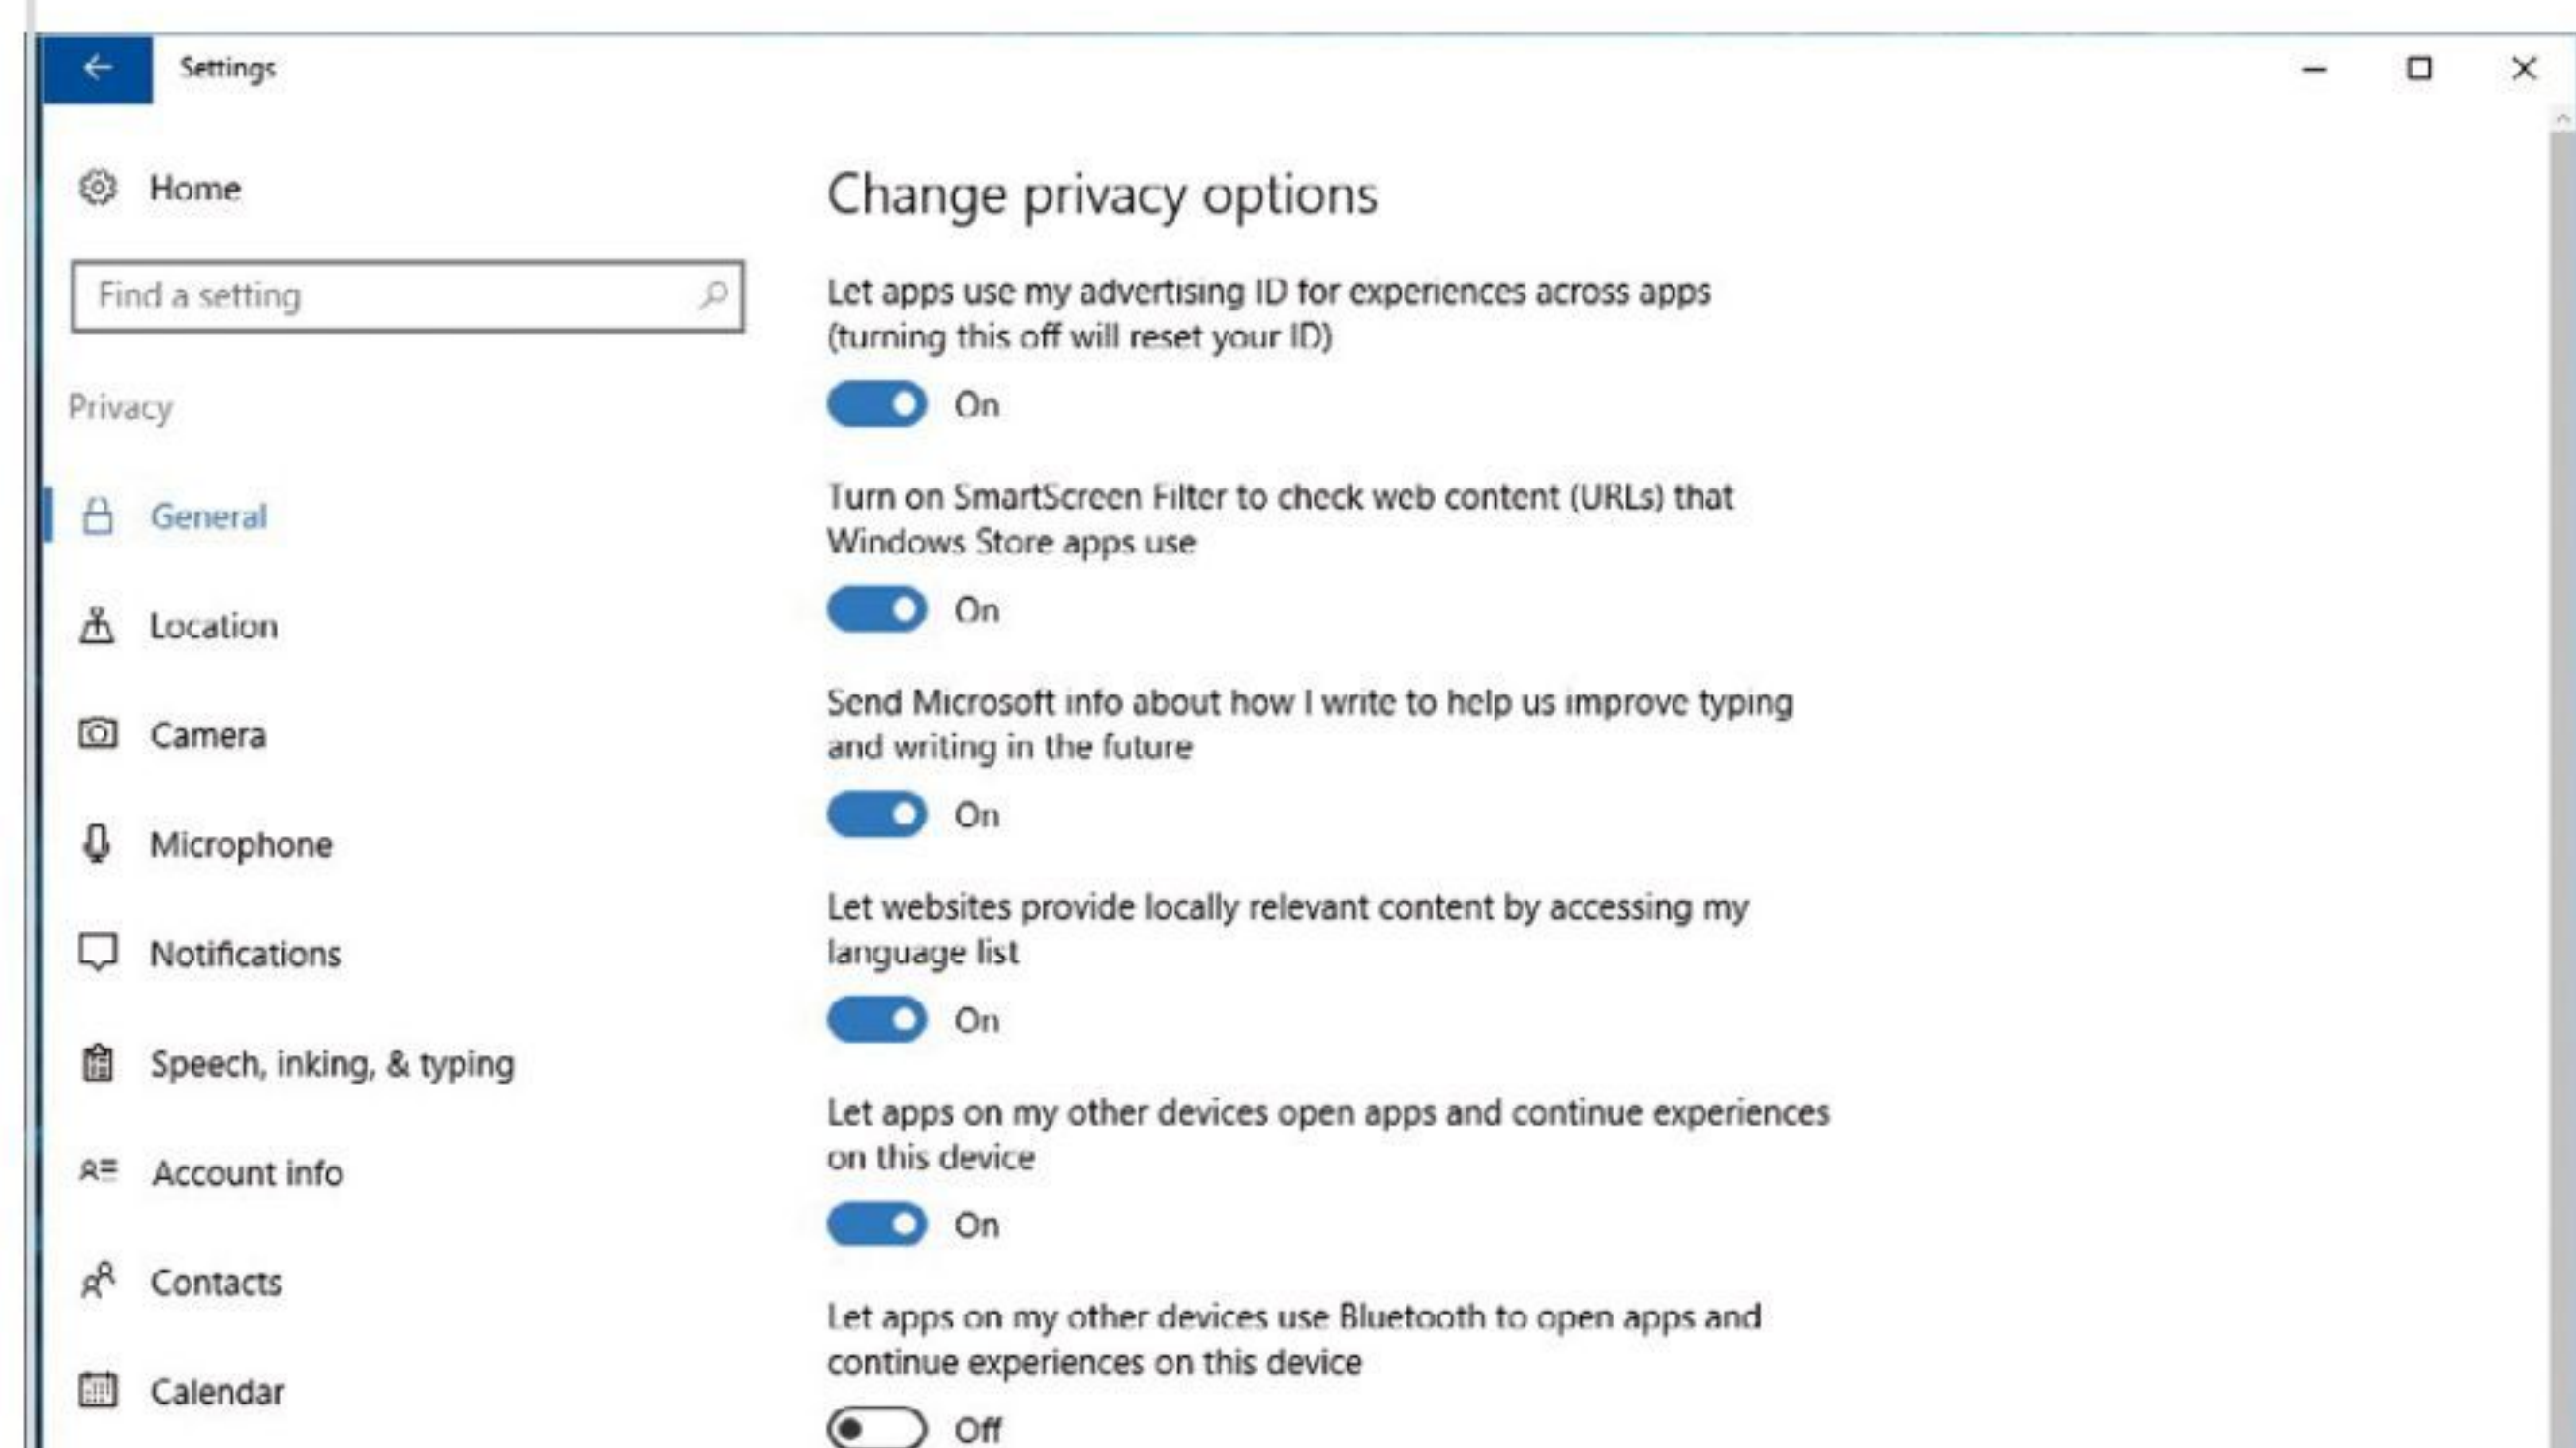 Settings
Home
Find a setting
Privacy
General
Location
Camera
Microphone
Notifications
Speech, inking, & typing
Account info
Contacts
Calendar
Change privacy options
Let apps use my advertising ID for experiences across apps
(turning this off will reset your ID)
On
Turn on SmartScreen Filter to check web content (URLs) that
Windows Store apps use
On
Send Microsoft info about how I write to help us improve typing
and writing in the future
On
Let websites provide locally relevant content by accessing my
language list
On
Let apps on my other devices open apps and continue experiences
on this device
On
Let apps on my other devices use Bluetooth to open apps and
continue experiences on this device
Off